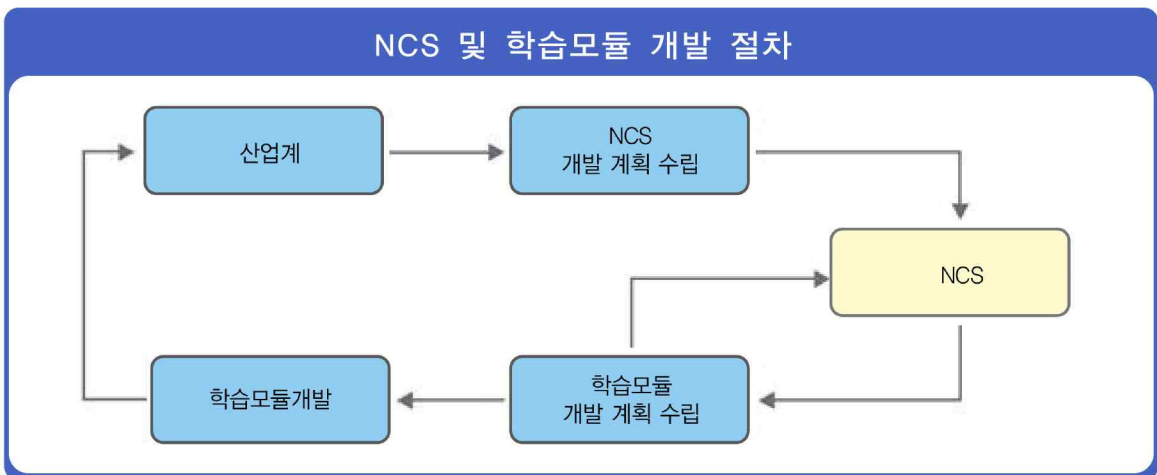 NCS 및 학습모듈 개발 절차
산업계
NCS
개발 계획 수립
NCS
학습모듈개발
학습모듈
개발 계획 수립